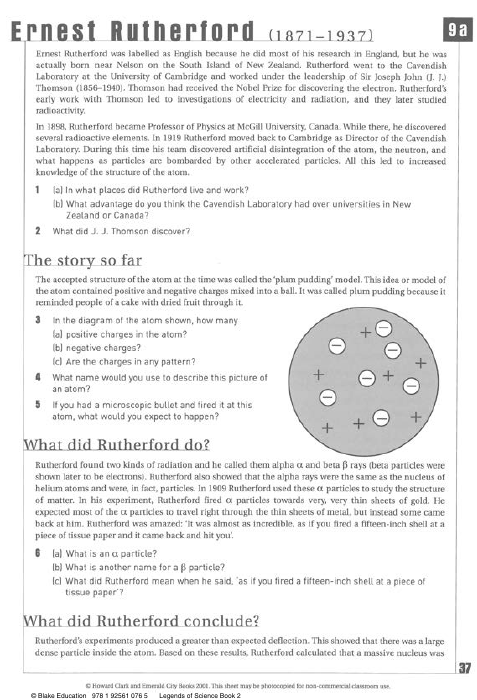 Ernest Rutherford (1871–1937)
9a
Ernest Rutherford was labelled as English because he did most of his research in England, but he was
actually born near Nelson on the South Island of New Zealand. Rutherford went to the Cavendish
Laboratory at the University of Cambridge and worked under the leadership of Sir Joseph John (J. J.)
Thomson (1856–1940). Thomson had received the Nobel Prize for discovering the electron. Rutherford's
early work with Thomson led to investigations of electricity and radiation, and they later studied
radioactivity.
In 1898, Rutherford became Professor of Physics at McGill University, Canada. While there, he discovered
several radioactive elements. In 1919 Rutherford moved back to Cambridge as Director of the Cavendish
Laboratory. During this time his team discovered artificial disintegration of the atom, the neutron, and
what happens as particles are bombarded by other accelerated particles. All this led to increased
knowledge of the structure of the atom.
1 (a) In what places did Rutherford live and work?
(b) What advantage do you think the Cavendish Laboratory had over universities in New
Zealand or Canada?
2 What did J. J. Thomson discover?
The story so far
The accepted structure of the atom at the time was called the 'plum pudding' model. This idea or model of
the atom contained positive and negative charges mixed into a ball. It was called plum pudding because it
reminded people of a cake with dried fruit through it.
3 In the diagram of the atom shown, how many
(a) positive charges in the atom?
(b) negative charges?
(c) Are the charges in any pattern?
4 What name would you use to describe this picture of
an atom?
5 If you had a microscopic bullet and fired it at this
atom, what would you expect to happen?
What did Rutherford do?
Rutherford found two kinds of radiation and he called them alpha α and beta β rays (beta particles were
shown later to be electrons). Rutherford also showed that the alpha rays were the same as the nucleus of
helium atoms and were, in fact, particles. In 1909 Rutherford used these α particles to study the structure
of matter. In his experiment, Rutherford fired α particles towards very, very thin sheets of gold. He
expected most of the α particles to travel right through the thin sheets of metal, but instead some came
back at him. Rutherford was amazed: 'It was almost as incredible, as if you fired a fifteen-inch shell at a
piece of tissue paper and it came back and hit you'.
6 (a) What is an α particle?
(b) What is another name for a β particle?
(c) What did Rutherford mean when he said, 'as if you fired a fifteen-inch shell at a piece of
tissue paper'?
What did Rutherford conclude?
Rutherford's experiments produced a greater than expected deflection. This showed that there was a large
dense particle inside the atom. Based on these results, Rutherford calculated that a massive nucleus was
37
© Howard Clark and Emerald City Books 2001. This sheet may be photocopied for non-commercial classroom use.
© Blake Education 978 1 92561 076 5 Legends of Science Book 2